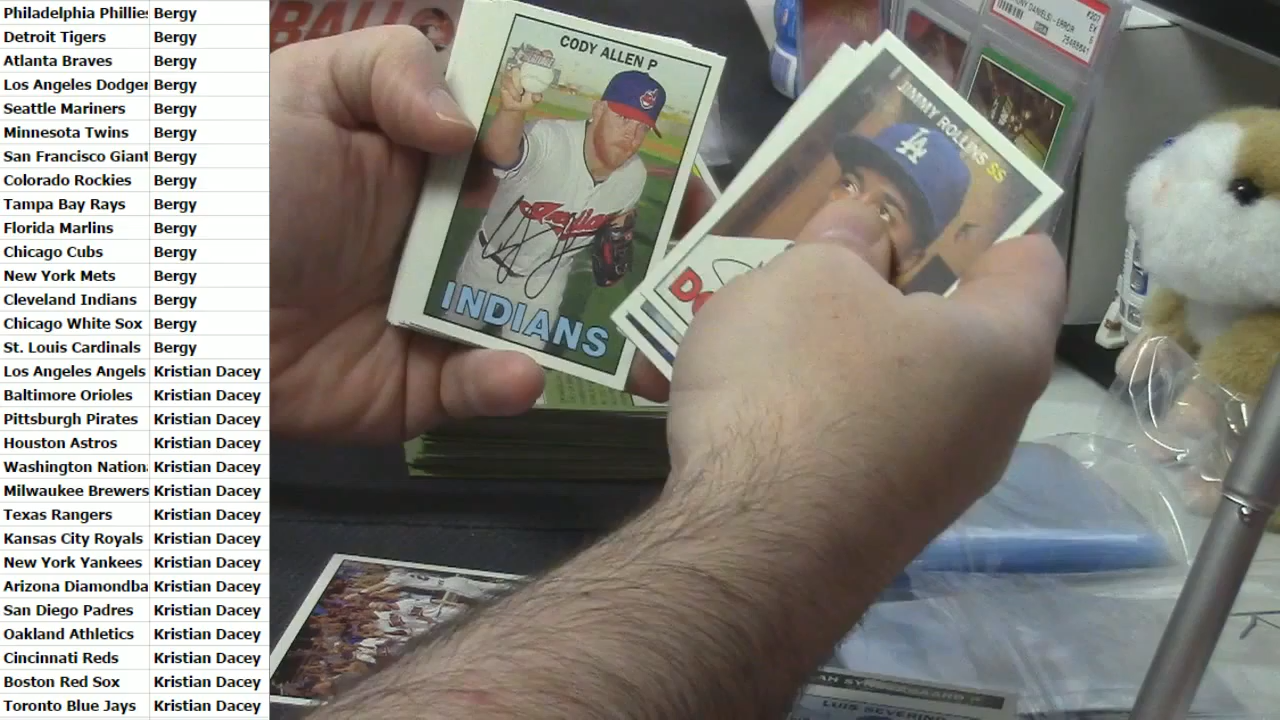 Philadelphia Phillies Bergy
Detroit Tigers Bergy
Atlanta Braves Bergy
Los Angeles Dodger Bergy
Seattle Mariners Bergy
Minnesota Twins Bergy
San Francisco Giant Bergy
Colorado Rockies Bergy
Tampa Bay Rays Bergy
Florida Marlins Bergy
Chicago Cubs Bergy
New York Mets Bergy
Cleveland Indians Bergy
Chicago White Sox Bergy
St. Louis Cardinals Bergy
Los Angeles Angels Kristian Dacey
Baltimore Orioles Kristian Dacey
Pittsburgh Pirates Kristian Dacey
Houston Astros Kristian Dacey
Washington Nation Kristian Dacey
Milwaukee Brewers Kristian Dacey
Texas Rangers Kristian Dacey
Kansas City Royals Kristian Dacey
New York Yankees Kristian Dacey
Arizona Diamondba Kristian Dacey
San Diego Padres Kristian Dacey
Oakland Athletics Kristian Dacey
Cincinnati Reds Kristian Dacey
Boston Red Sox Kristian Dacey
Toronto Blue Jays Kristian Dacey
CODY ALLEN P
INDIANS
JIMMY ROLLINS SS
LA
DO
ERROR
LUIS SEVERINO